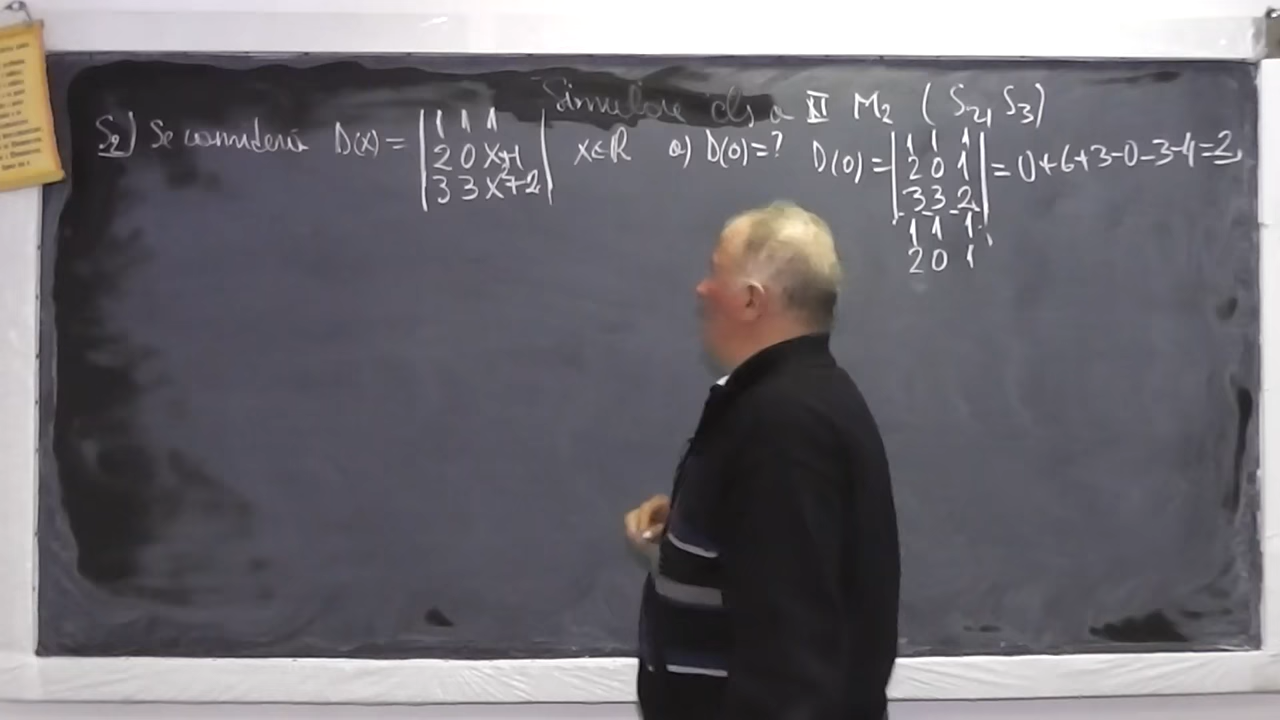 Simulare cls a XI M2 ( S2, S3)
S2) Se consideră D(x) = |1 1 1| x∈R a) D(0)=? D(0) = |1 1 1| = 0+6+3-0-3-4=2,
|2 0 x+1| |2 0 1|
|3 3 x+2| |3 3 2|
1 1 1
2 0 1